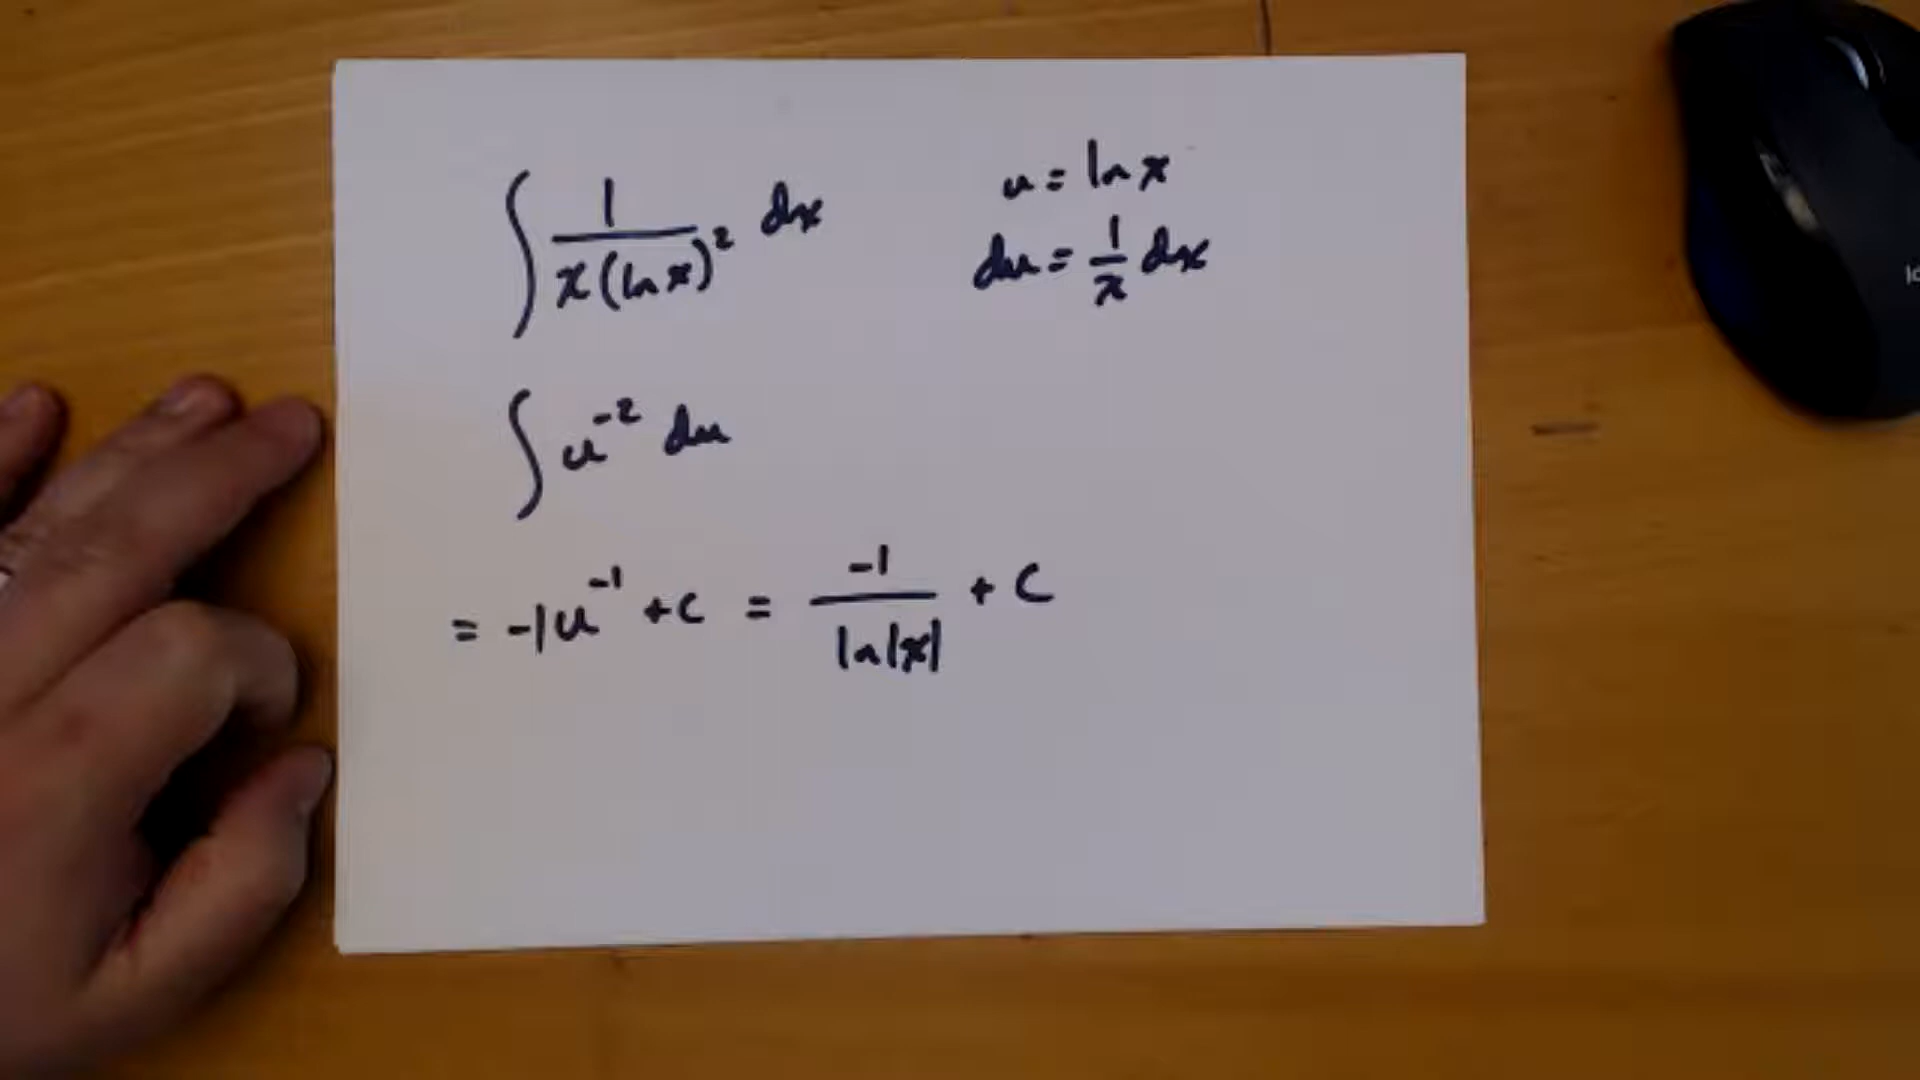 ∫ 1/(x(ln x)²) dx
u = ln x
du = 1/x dx
∫ u⁻² du
= -1u⁻¹ + c = -1/(ln|x|) + C